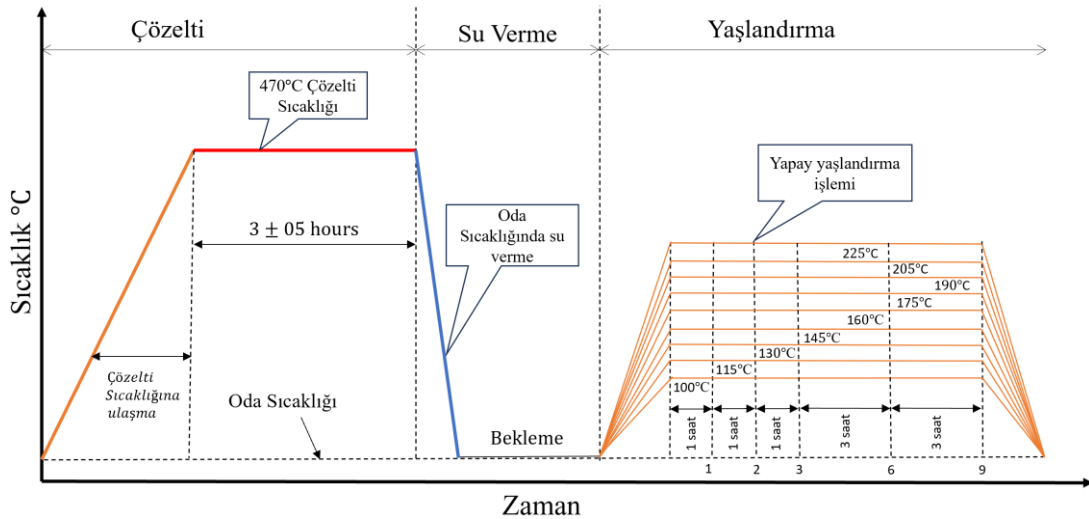 Çözelti
Su Verme
Yaşlandırma
470°C Çözelti
Sıcaklığı
Yapay yaşlandırma
işlemi
3 ± 05 hours
Oda
Sıcaklığında su
verme
Sıcaklık °C
225°C
205°C
190°C
175°C
160°C
145°C
130°C
115°C
100°C
Çözelti
Sıcaklığına
ulaşma
Oda Sıcaklığı
Bekleme
1 saat
1 saat
1 saat
3 saat
3 saat
1
2
3
6
9
Zaman